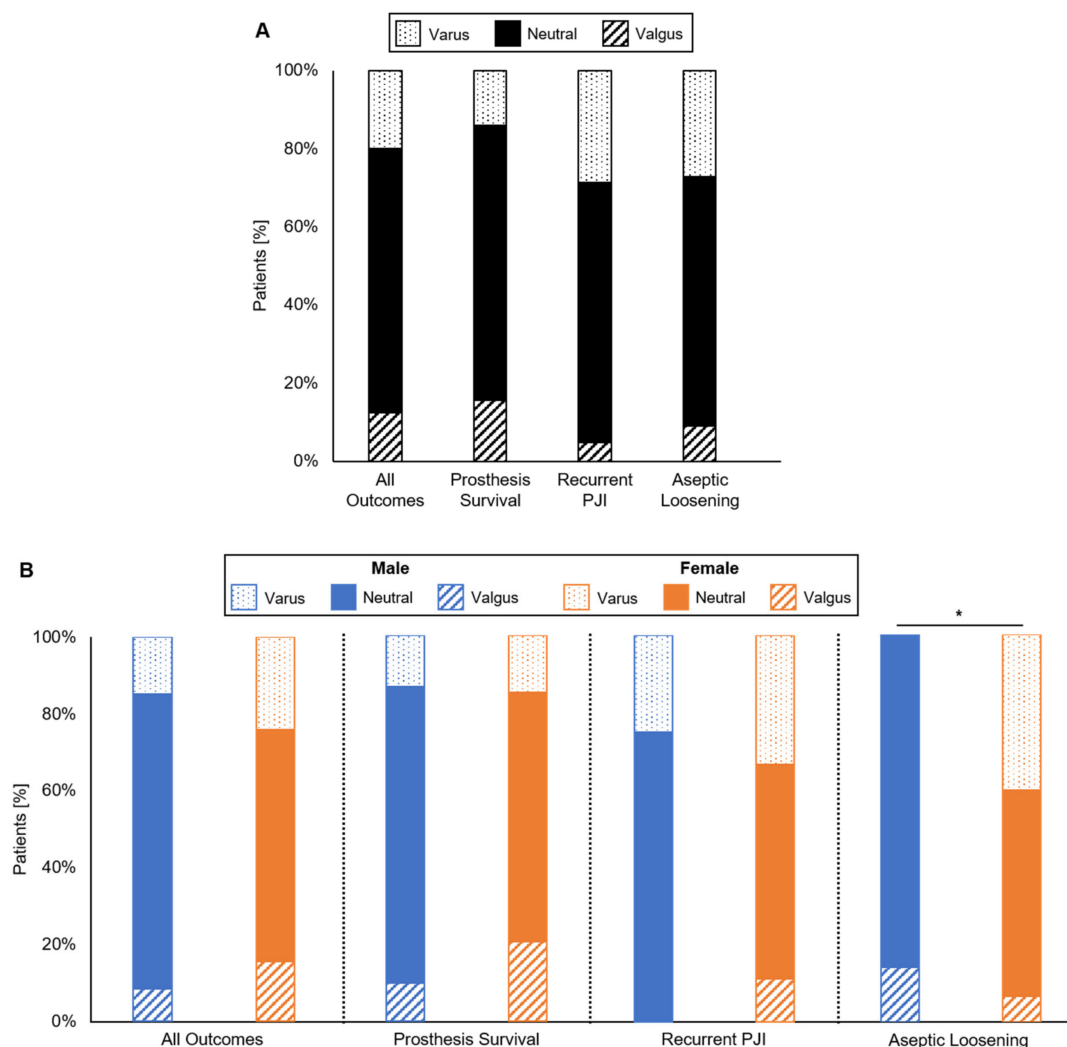 A
Varus Neutral Valgus
100%
80%
60%
40%
20%
0%
Patients [%]
All
Outcomes
Prosthesis
Survival
Recurrent
PJI
Aseptic
Loosening
B
Male Female
Varus Neutral Valgus Varus Neutral Valgus
*
100%
80%
60%
40%
20%
0%
Patients [%]
All Outcomes Prosthesis Survival Recurrent PJI Aseptic Loosening